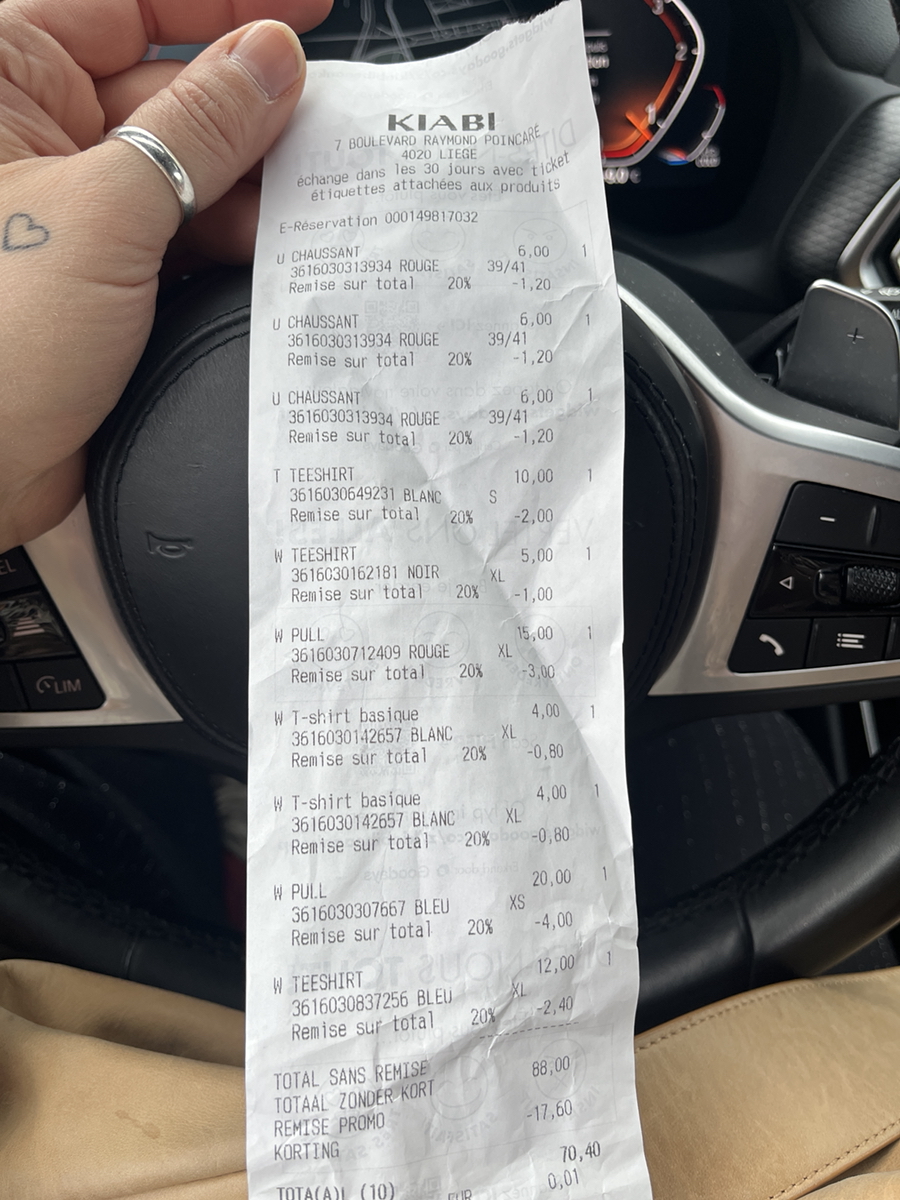 KIABI
7 BOULEVARD RAYMOND POINCARÉ
4020 LIEGE
échange dans les 30 jours avec ticket
étiquettes attachées aux produits
E-Réservation 000149817032
U CHAUSSANT 6,00 1
3616030313934 ROUGE 39/41
Remise sur total 20% -1,20
U CHAUSSANT 6,00 1
3616030313934 ROUGE 39/41
Remise sur total 20% -1,20
U CHAUSSANT 6,00 1
3616030313934 ROUGE 39/41
Remise sur total 20% -1,20
T TEESHIRT 10,00 1
3616030649231 BLANC S
Remise sur total 20% -2,00
W TEESHIRT 5,00 1
3616030162181 NOIR XL
Remise sur total 20% -1,00
W PULL 15,00 1
3616030712409 ROUGE XL
Remise sur total 20% -3,00
W T-shirt basique 4,00 1
3616030142657 BLANC XL
Remise sur total 20% -0,80
W T-shirt basique 4,00 1
3616030142657 BLANC XL
Remise sur total 20% -0,80
W PULL 20,00 1
3616030307667 BLEU XS
Remise sur total 20% -4,00
W TEESHIRT 12,00 1
3616030837256 BLEU XL
Remise sur total 20% -2,40
TOTAL SANS REMISE 88,00
TOTAAL ZONDER KORT
REMISE PROMO -17,60
KORTING
70,40
TOTA(A)L (10) EUR 0,01
LIM